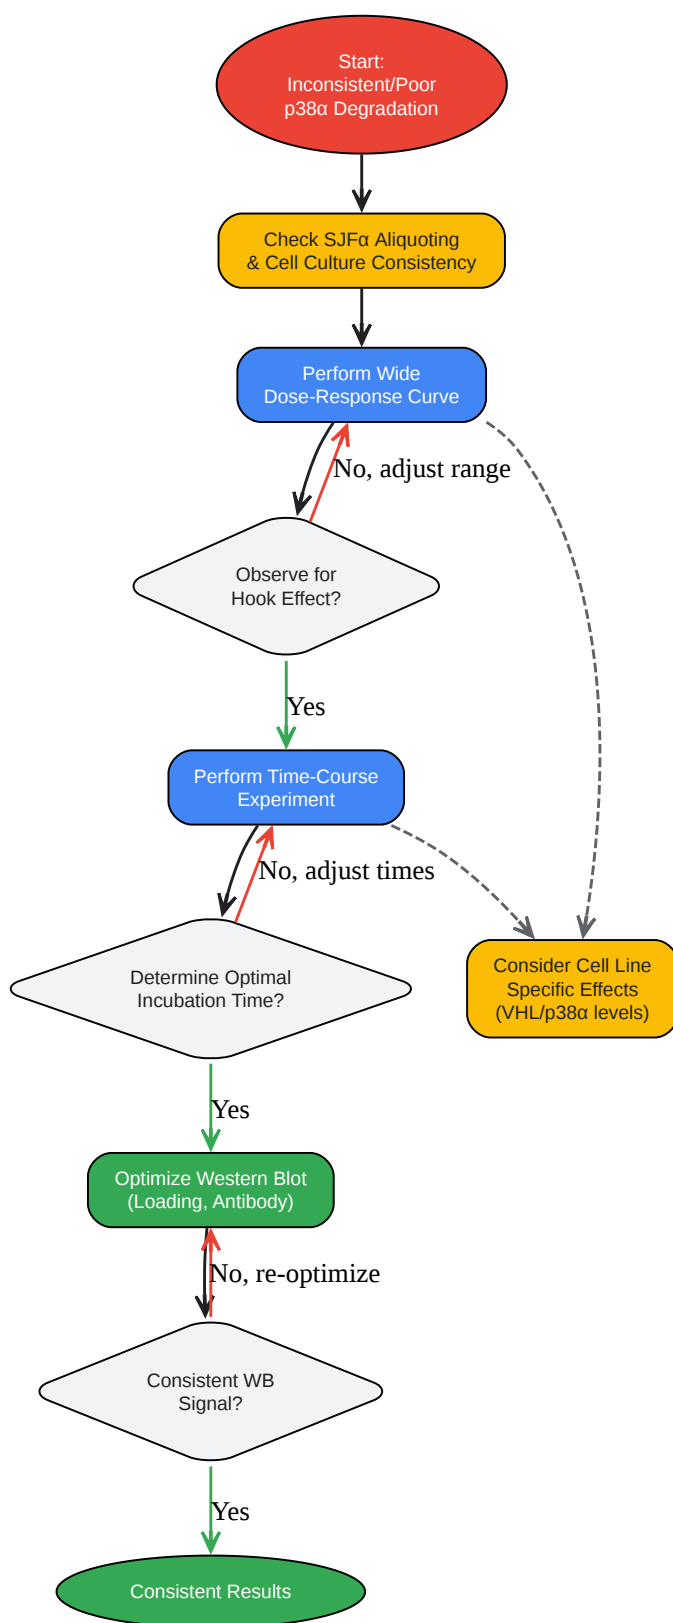 Start:
Inconsistent/Poor
p38α Degradation
Check SJFα Aliquoting
& Cell Culture Consistency
Perform Wide
Dose-Response Curve
No, adjust range
Observe for
Hook Effect?
Yes
Perform Time-Course
Experiment
No, adjust times
Determine Optimal
Incubation Time?
Consider Cell Line
Specific Effects
(VHL/p38α levels)
Yes
Optimize Western Blot
(Loading, Antibody)
No, re-optimize
Consistent WB
Signal?
Yes
Consistent Results